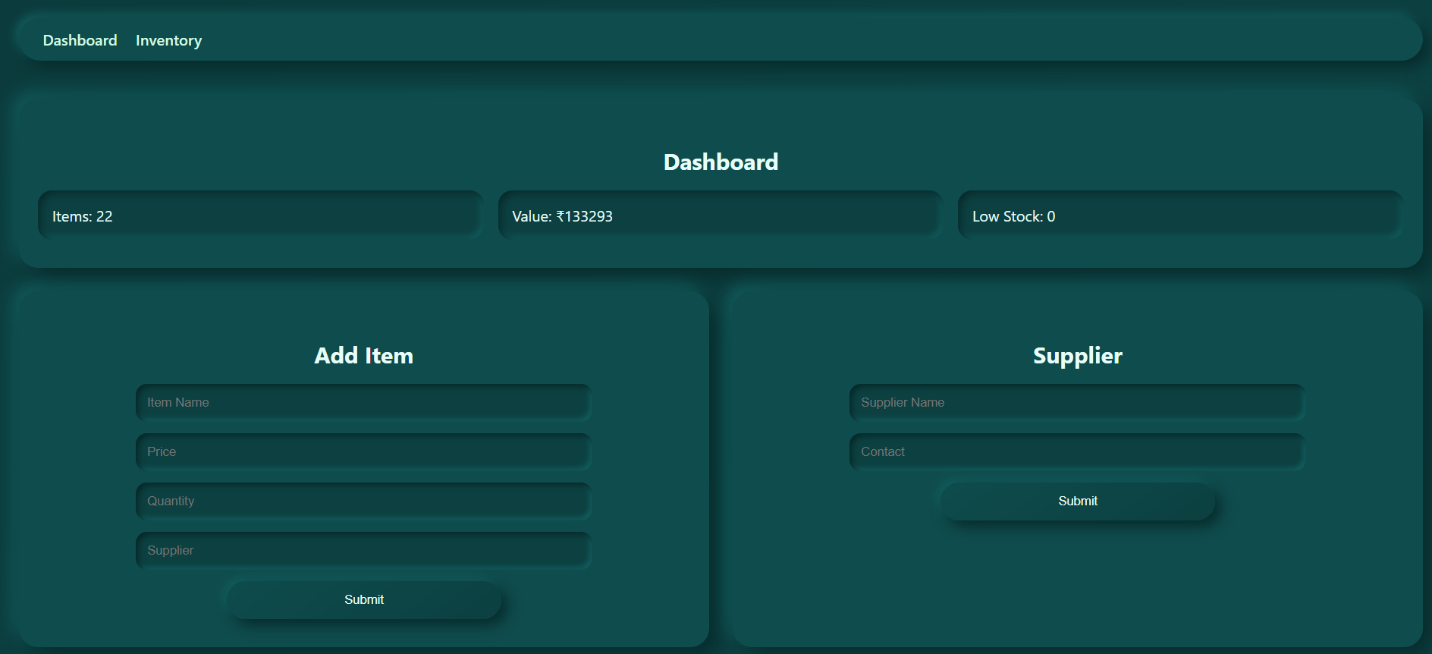 Dashboard Inventory
Dashboard
Items: 22
Value: ₹133293
Low Stock: 0
Add Item
Item Name
Price
Quantity
Supplier
Submit
Supplier
Supplier Name
Contact
Submit